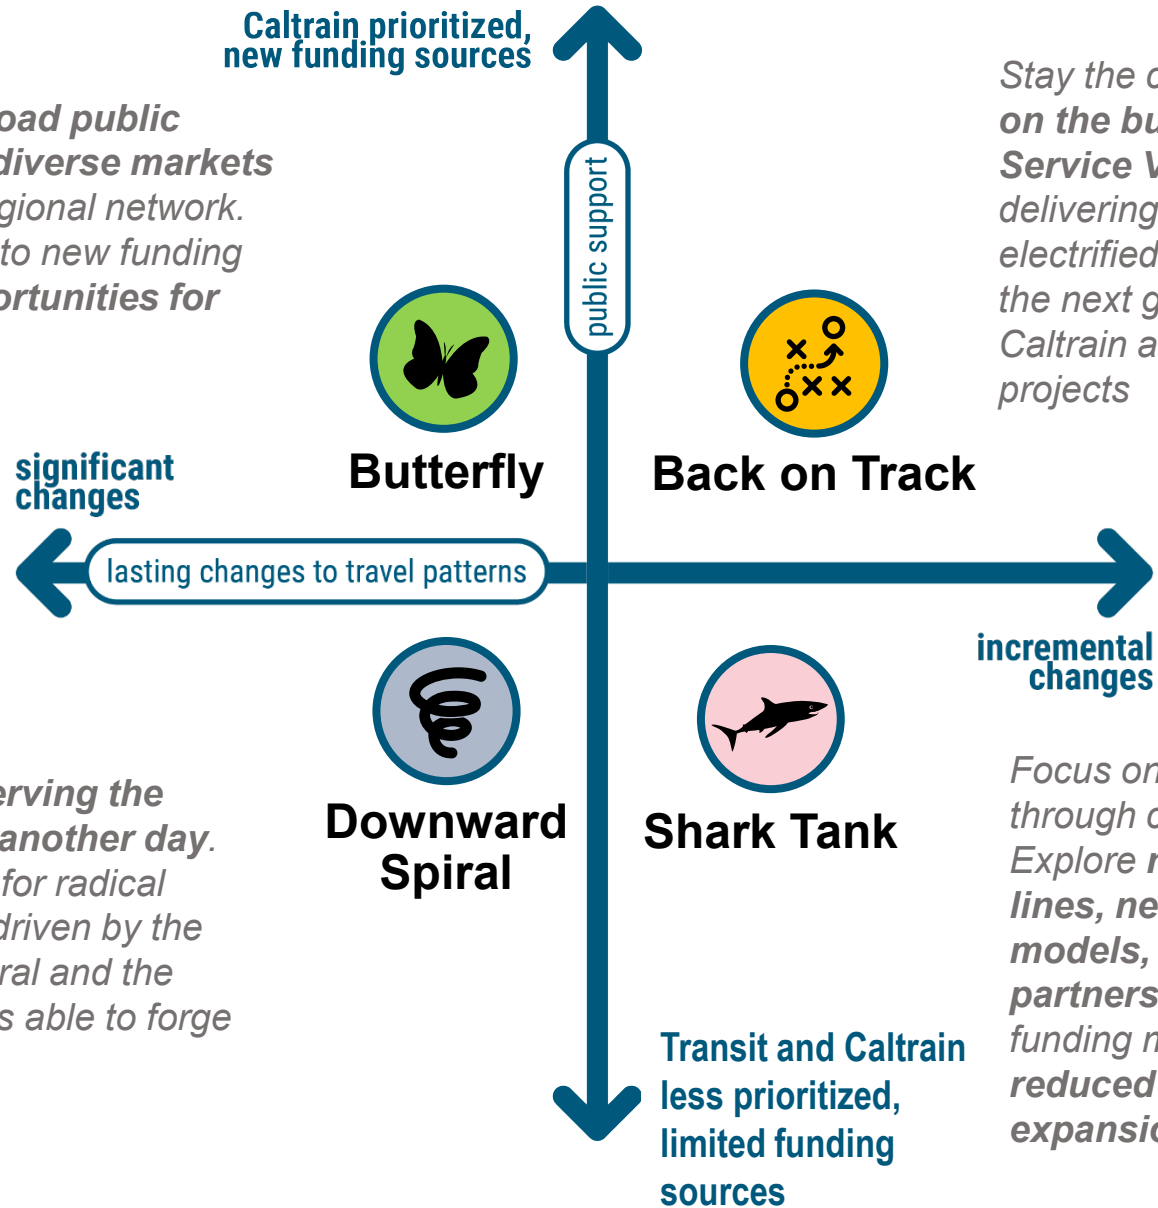 Caltrain prioritized,
new funding sources
public support
oad public
diverse markets
gional network.
to new funding
ortunities for
Stay the c
on the bu
Service V
delivering
electrified
the next g
Caltrain a
projects
Butterfly
Back on Track
significant
changes
lasting changes to travel patterns
incremental
changes
Downward
Spiral
Shark Tank
erving the
another day.
for radical
driven by the
ral and the
s able to forge
Focus on
through c
Explore
lines, ne
models,
partners
funding
reduced
expansio
Transit and Caltrain
less prioritized,
limited funding
sources